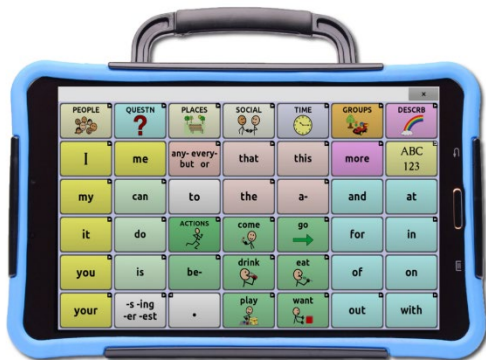 x
PEOPLE QUESTN PLACES SOCIAL TIME GROUPS DESCRB
?
I me any- every- that this more ABC
but or 123
my can to the a- and at
it do ACTIONS come go for in
you is be- drink eat of on
your -s -ing . play want out with
-er -est